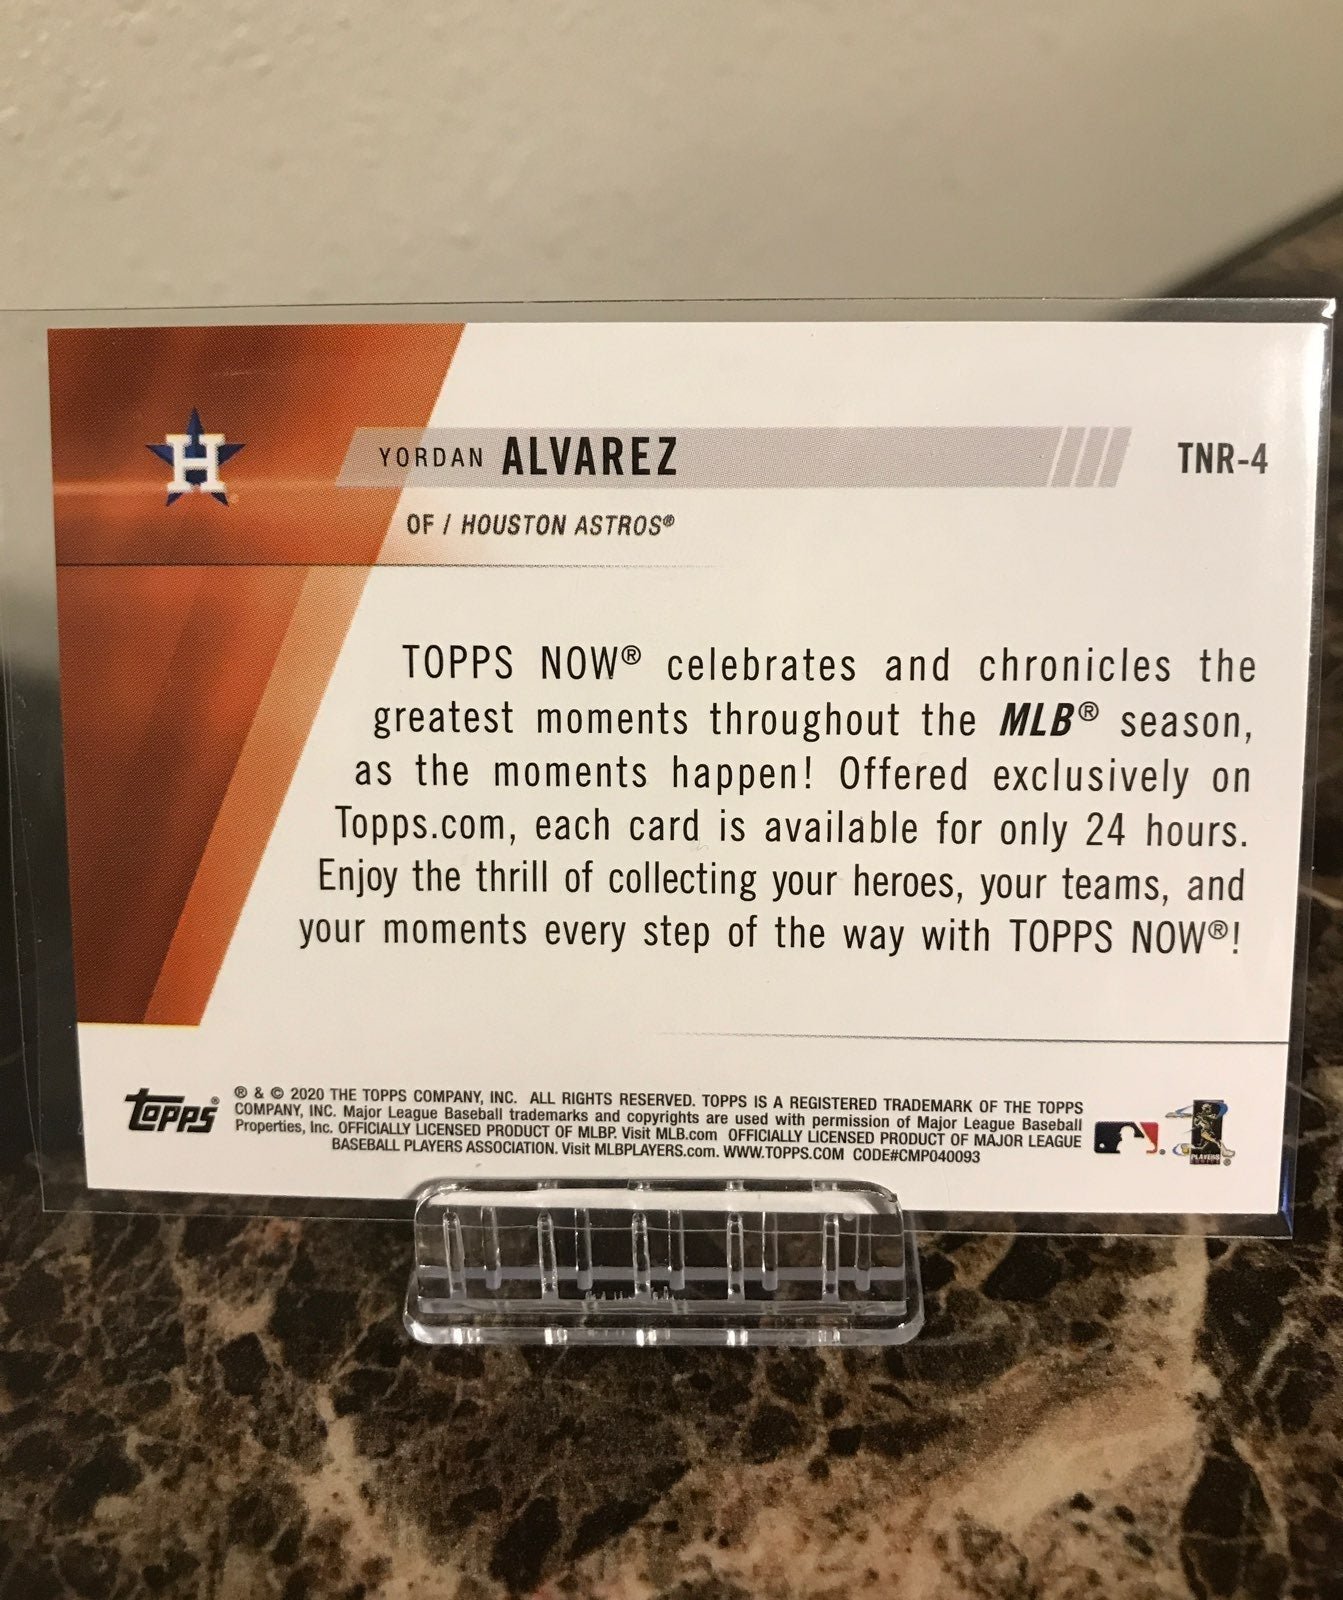 H
YORDAN ALVAREZ
TNR-4
OF / HOUSTON ASTROS®
TOPPS NOW® celebrates and chronicles the
greatest moments throughout the MLB® season,
as the moments happen! Offered exclusively on
Topps.com, each card is available for only 24 hours.
Enjoy the thrill of collecting your heroes, your teams, and
your moments every step of the way with TOPPS NOW®!
topps®
® & © 2020 THE TOPPS COMPANY, INC. ALL RIGHTS RESERVED. TOPPS IS A REGISTERED TRADEMARK OF THE TOPPS
COMPANY, INC. Major League Baseball trademarks and copyrights are used with permission of Major League Baseball
Properties, Inc. OFFICIALLY LICENSED PRODUCT OF MLBP. Visit MLB.com OFFICIALLY LICENSED PRODUCT OF MAJOR LEAGUE
BASEBALL PLAYERS ASSOCIATION. Visit MLBPLAYERS.com. WWW.TOPPS.COM CODE#CMP040093
PLAYERS